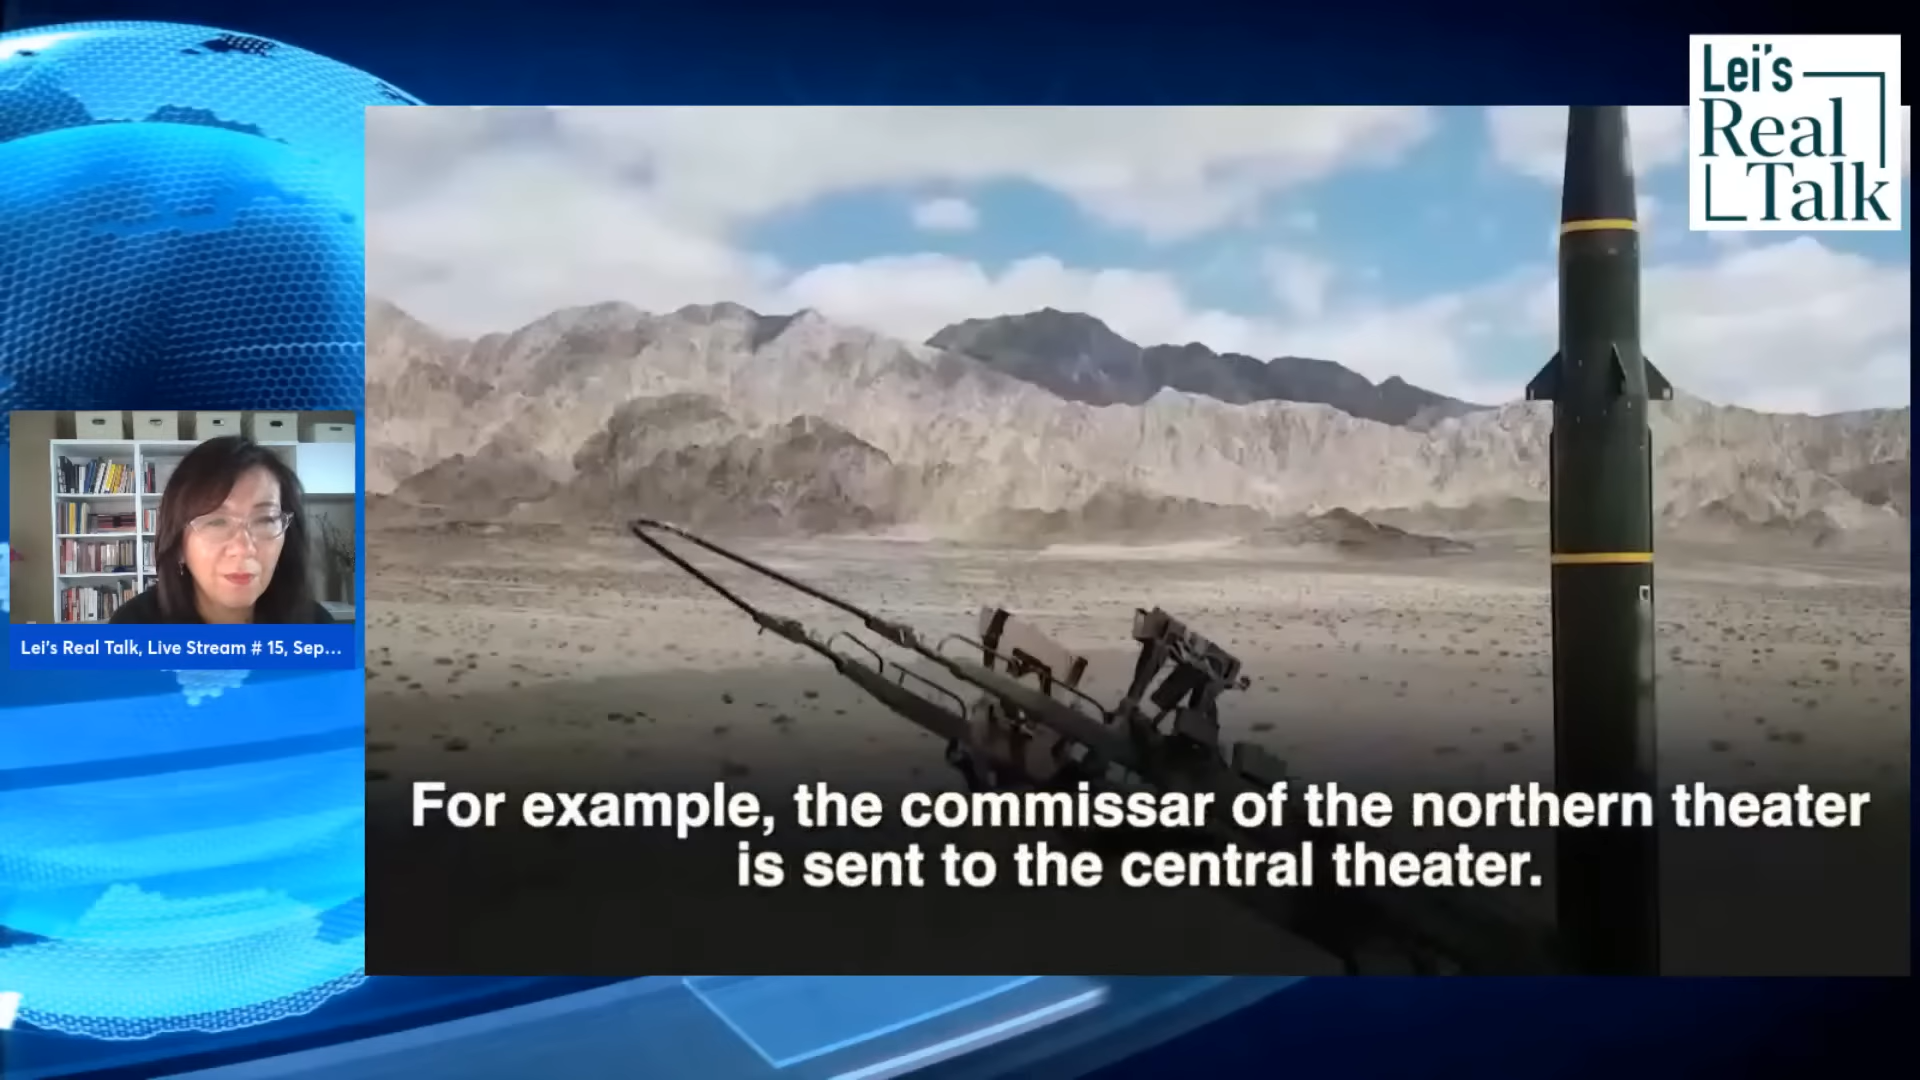 Lei's
Real
Talk
Lei's Real Talk, Live Stream # 15, Sep...
For example, the commissar of the northern theater
is sent to the central theater.